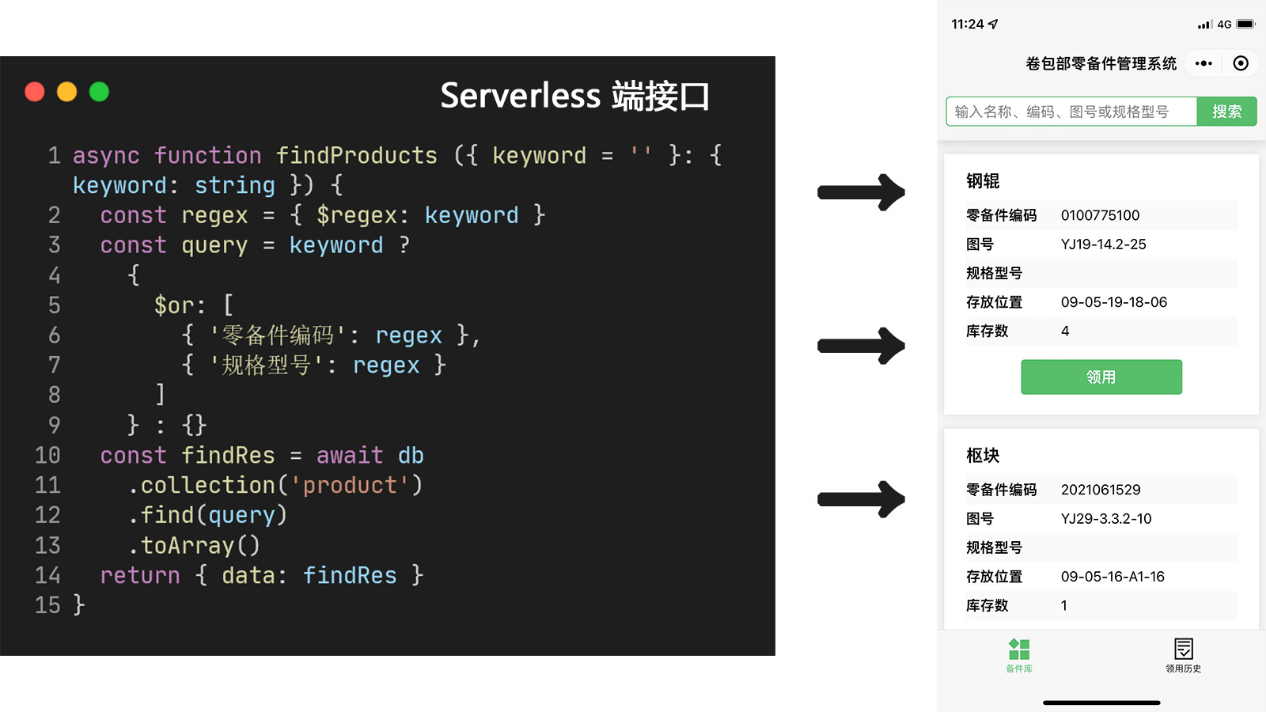 Serverless 端接口
1 async function findProducts ({ keyword = '' }: {
keyword: string }) {
2 const regex = { $regex: keyword }
3 const query = keyword ?
4 {
5 $or: [
6 { '零备件编码': regex },
7 { '规格型号': regex }
8 ]
9 } : {}
10 const findRes = await db
11 .collection('product')
12 .find(query)
13 .toArray()
14 return { data: findRes }
15 }
11:24 4G
卷包部零备件管理系统
输入名称、编码、图号或规格型号 搜索
钢辊
零备件编码 0100775100
图号 YJ19-14.2-25
规格型号
存放位置 09-05-19-18-06
库存数 4
领用
枢块
零备件编码 2021061529
图号 YJ29-3.3.2-10
规格型号
存放位置 09-05-16-A1-16
库存数 1
备件库 领用历史